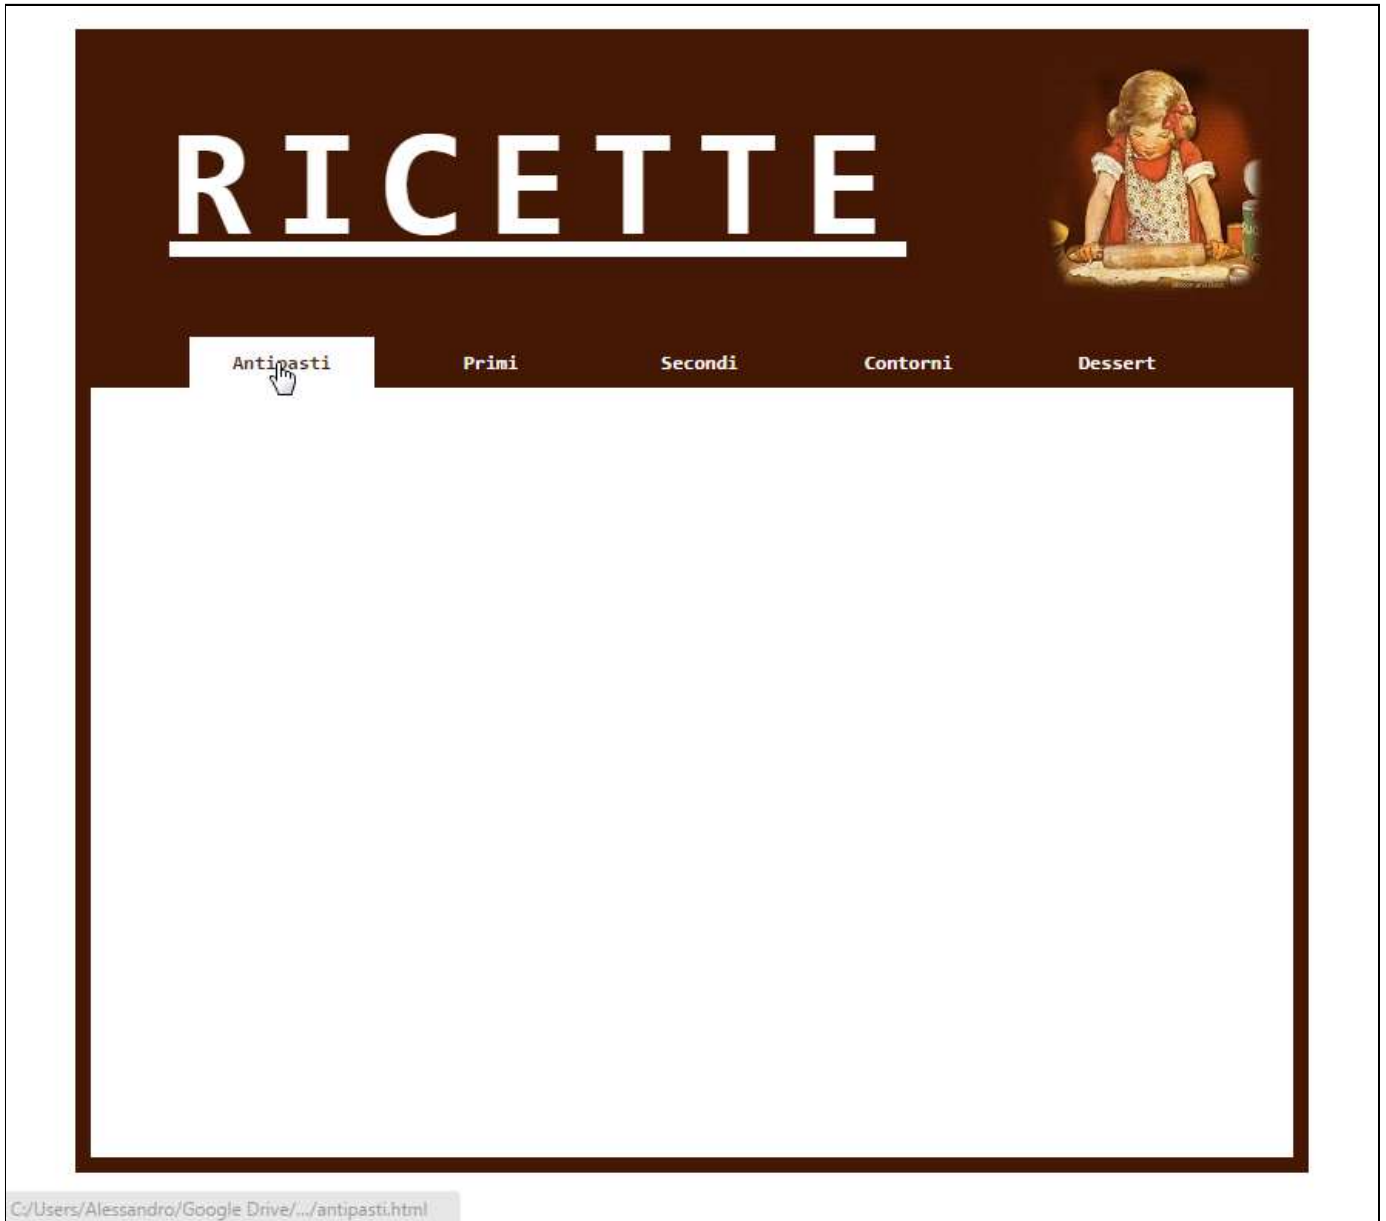 RICETTE
Antipasti Primi Secondi Contorni Dessert
C:/Users/Alessandro/Google Drive/.../antipasti.html